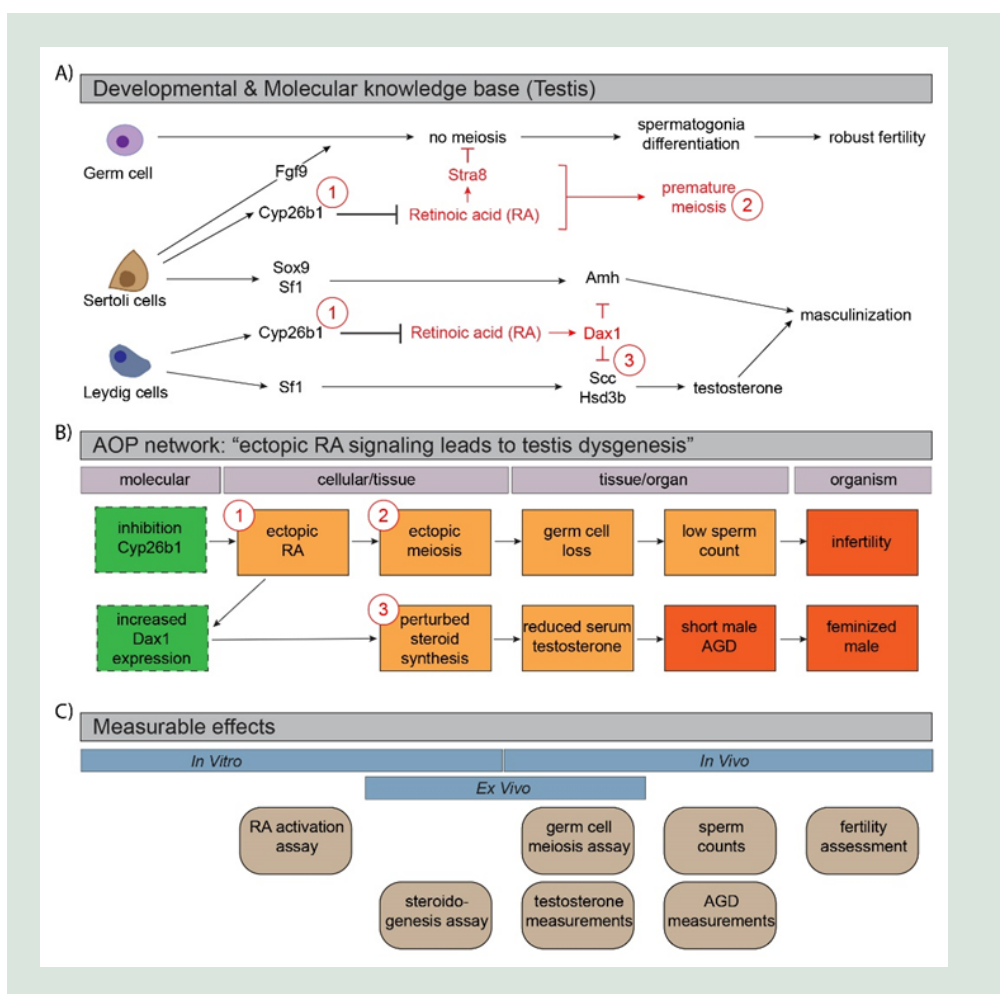 A)
Developmental & Molecular knowledge base (Testis)
Germ cell
no meiosis
spermatogonia
differentiation
robust fertility
Fgf9
Stra8
1
Cyp26b1
Retinoic acid (RA)
premature
meiosis
2
Sertoli cells
Sox9
Sf1
Amh
masculinization
1
Cyp26b1
Retinoic acid (RA)
Dax1
3
Leydig cells
Sf1
Scc
Hsd3b
testosterone
B)
AOP network: “ectopic RA signaling leads to testis dysgenesis”
molecular
cellular/tissue
tissue/organ
organism
inhibition
Cyp26b1
1
ectopic
RA
2
ectopic
meiosis
germ cell
loss
low sperm
count
infertility
increased
Dax1
expression
3
perturbed
steroid
synthesis
reduced serum
testosterone
short male
AGD
feminized
male
C)
Measurable effects
In Vitro
In Vivo
Ex Vivo
RA activation
assay
germ cell
meiosis assay
sperm
counts
fertility
assessment
steroido-
genesis assay
testosterone
measurements
AGD
measurements